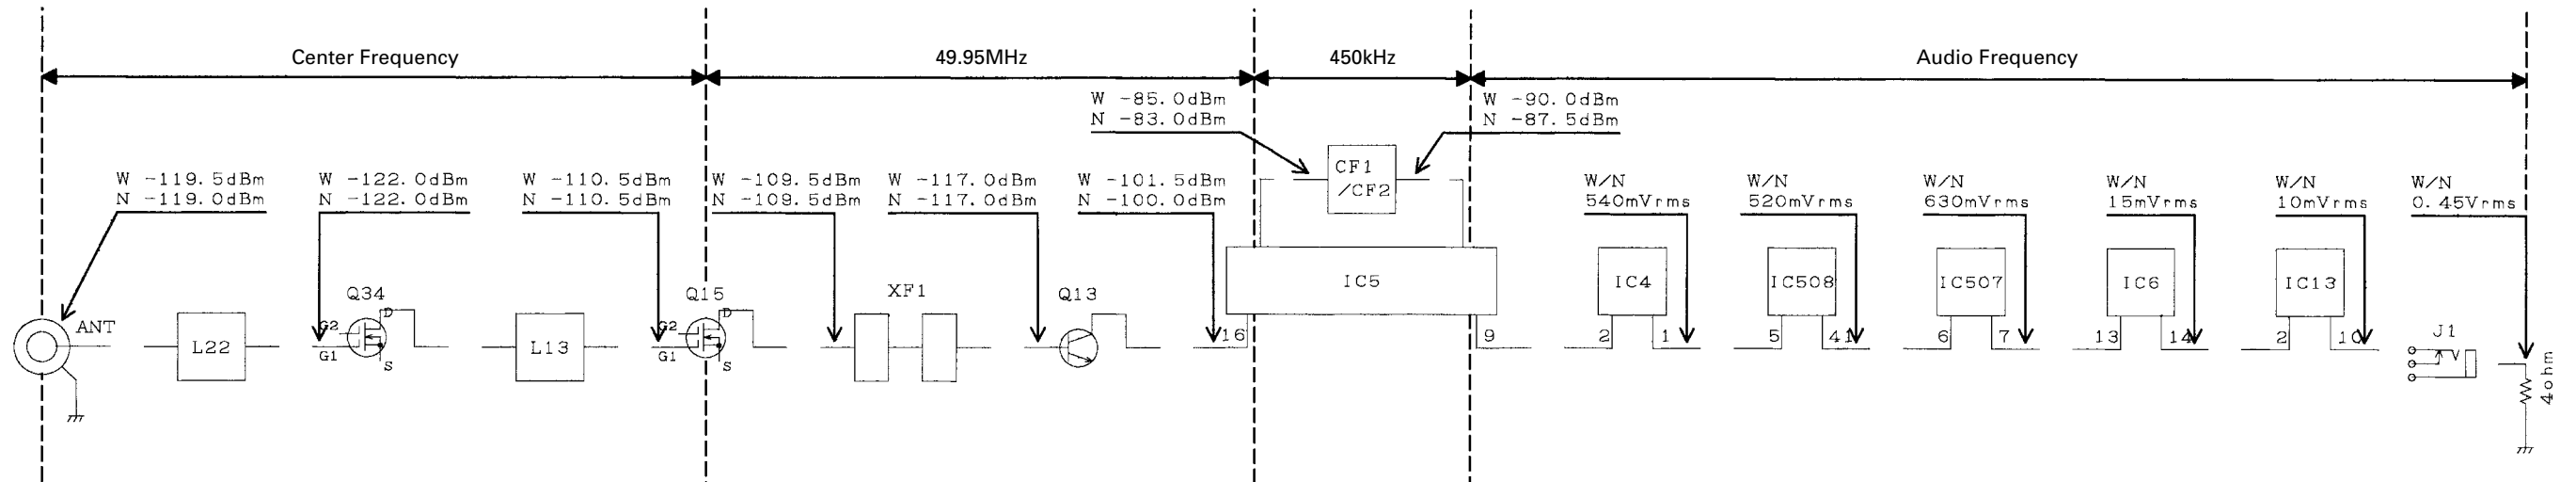 Center Frequency
49.95MHz
450kHz
Audio Frequency
W -85.0dBm
N -83.0dBm
W -90.0dBm
N -87.5dBm
W -119.5dBm
N -119.0dBm
W -122.0dBm
N -122.0dBm
W -110.5dBm
N -110.5dBm
W -109.5dBm
N -109.5dBm
W -117.0dBm
N -117.0dBm
W -101.5dBm
N -100.0dBm
CF1
/CF2
W/N
540mVrms
W/N
520mVrms
W/N
630mVrms
W/N
15mVrms
W/N
10mVrms
W/N
0.45Vrms
ANT
L22
Q34
G2
G1
D
S
L13
Q15
G2
G1
D
S
XF1
Q13
16
IC5
9
IC4
2
1
IC508
5
41
IC507
6
7
IC6
13
14
IC13
2
10
J1
4ohm